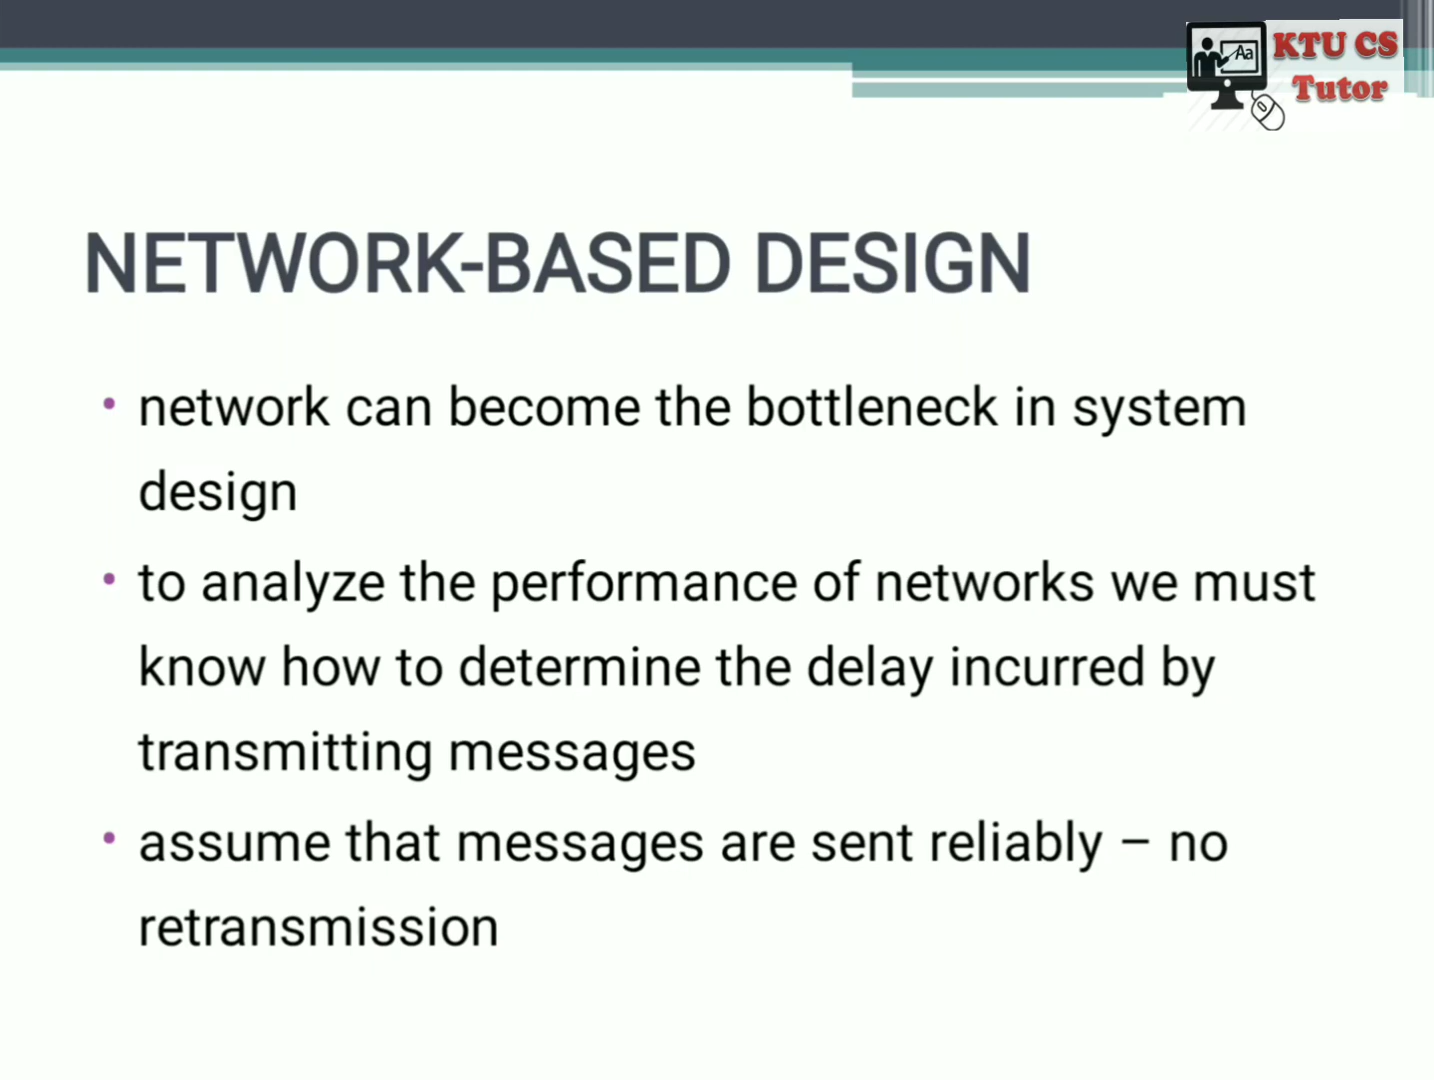 Aa
KTU CS
Tutor
NETWORK-BASED DESIGN
• network can become the bottleneck in system
design
• to analyze the performance of networks we must
know how to determine the delay incurred by
transmitting messages
• assume that messages are sent reliably – no
retransmission